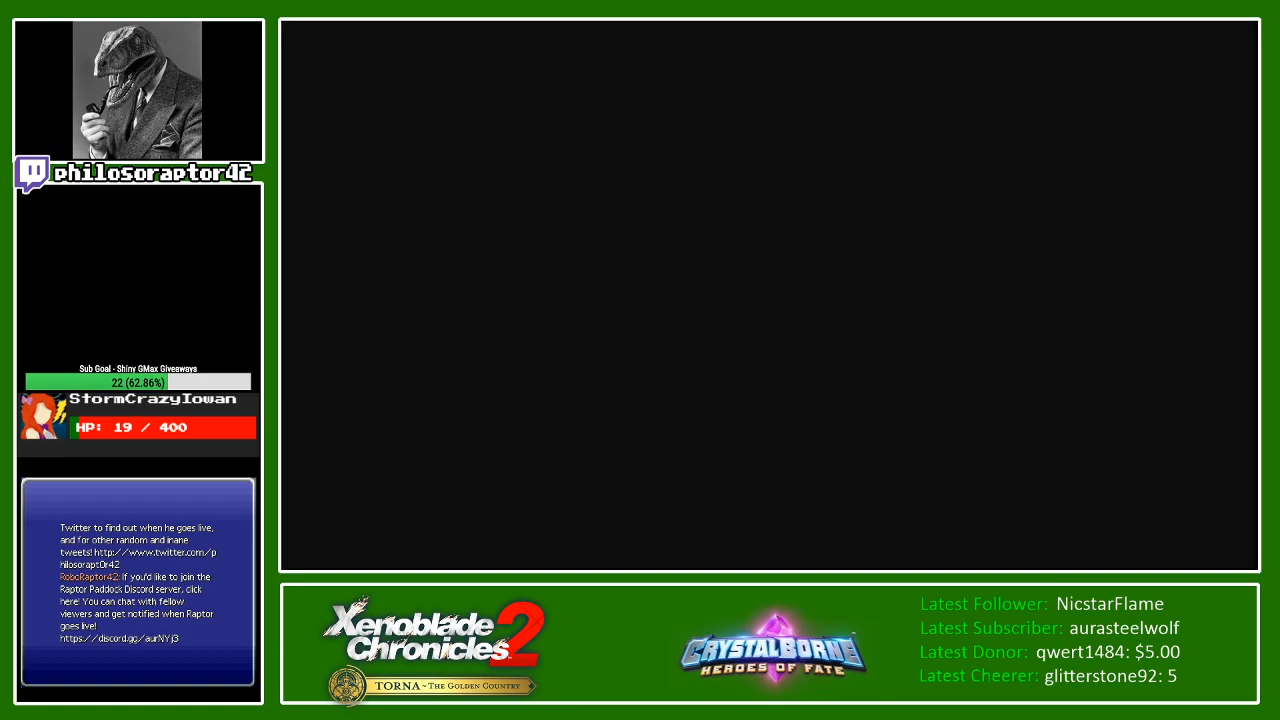 philosoraptor42
Sub Goal - Shiny GMax Giveaways
22 (62.86%)
StormCrazyIowan
HP: 19 / 400
Twitter to find out when he goes live,
and for other random and inane
tweets! http://www.twitter.com/p
hilosorapt0r42
RoboRaptor42: If you'd like to join the
Raptor Paddock Discord server, click
here! You can chat with fellow
viewers and get notified when Raptor
goes live!
https://discord.gg/aurNYj3
Xenoblade
Chronicles 2
TORNA ~ THE GOLDEN COUNTRY
CRYSTALBORNE
HEROES OF FATE
Latest Follower: NicstarFlame
Latest Subscriber: aurasteelwolf
Latest Donor: qwert1484: $5.00
Latest Cheerer: glitterstone92: 5